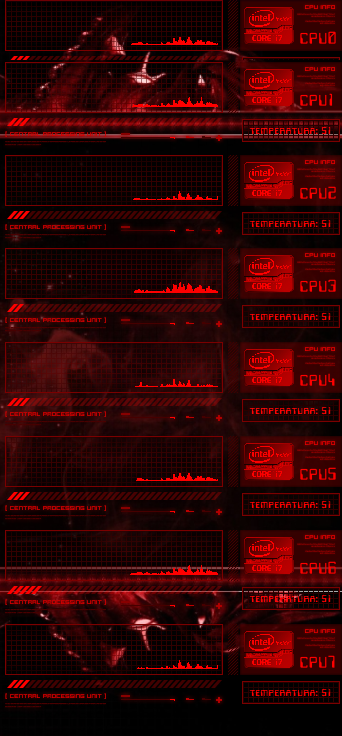 CPU INFO
intel
CORE i7
CPU0
CPU INFO
intel
CORE i7
CPU1
TEMPERATURA: 51
[ CENTRAL PROCESSING UNIT ]
CPU INFO
intel
CORE i7
CPU2
TEMPERATURA: 51
[ CENTRAL PROCESSING UNIT ]
CPU INFO
intel
CORE i7
CPU3
TEMPERATURA: 51
[ CENTRAL PROCESSING UNIT ]
CPU INFO
intel
CORE i7
CPU4
TEMPERATURA: 51
[ CENTRAL PROCESSING UNIT ]
CPU INFO
intel
CORE i7
CPU5
TEMPERATURA: 51
[ CENTRAL PROCESSING UNIT ]
CPU INFO
intel
CORE i7
CPU6
TEMPERATURA: 51
[ CENTRAL PROCESSING UNIT ]
CPU INFO
intel
CORE i7
CPU7
TEMPERATURA: 51
[ CENTRAL PROCESSING UNIT ]